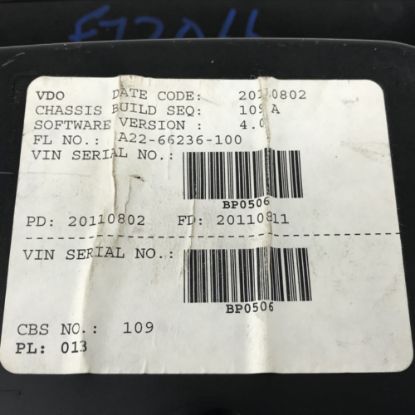 VDO DATE CODE: 20110802
CHASSIS BUILD SEQ: 109 A
SOFTWARE VERSION : 4.0
FL NO.: A22-66236-100
VIN SERIAL NO.:
BP0506
PD: 20110802 FD: 20110811
VIN SERIAL NO.:
BP0506
CBS NO.: 109
PL: 013